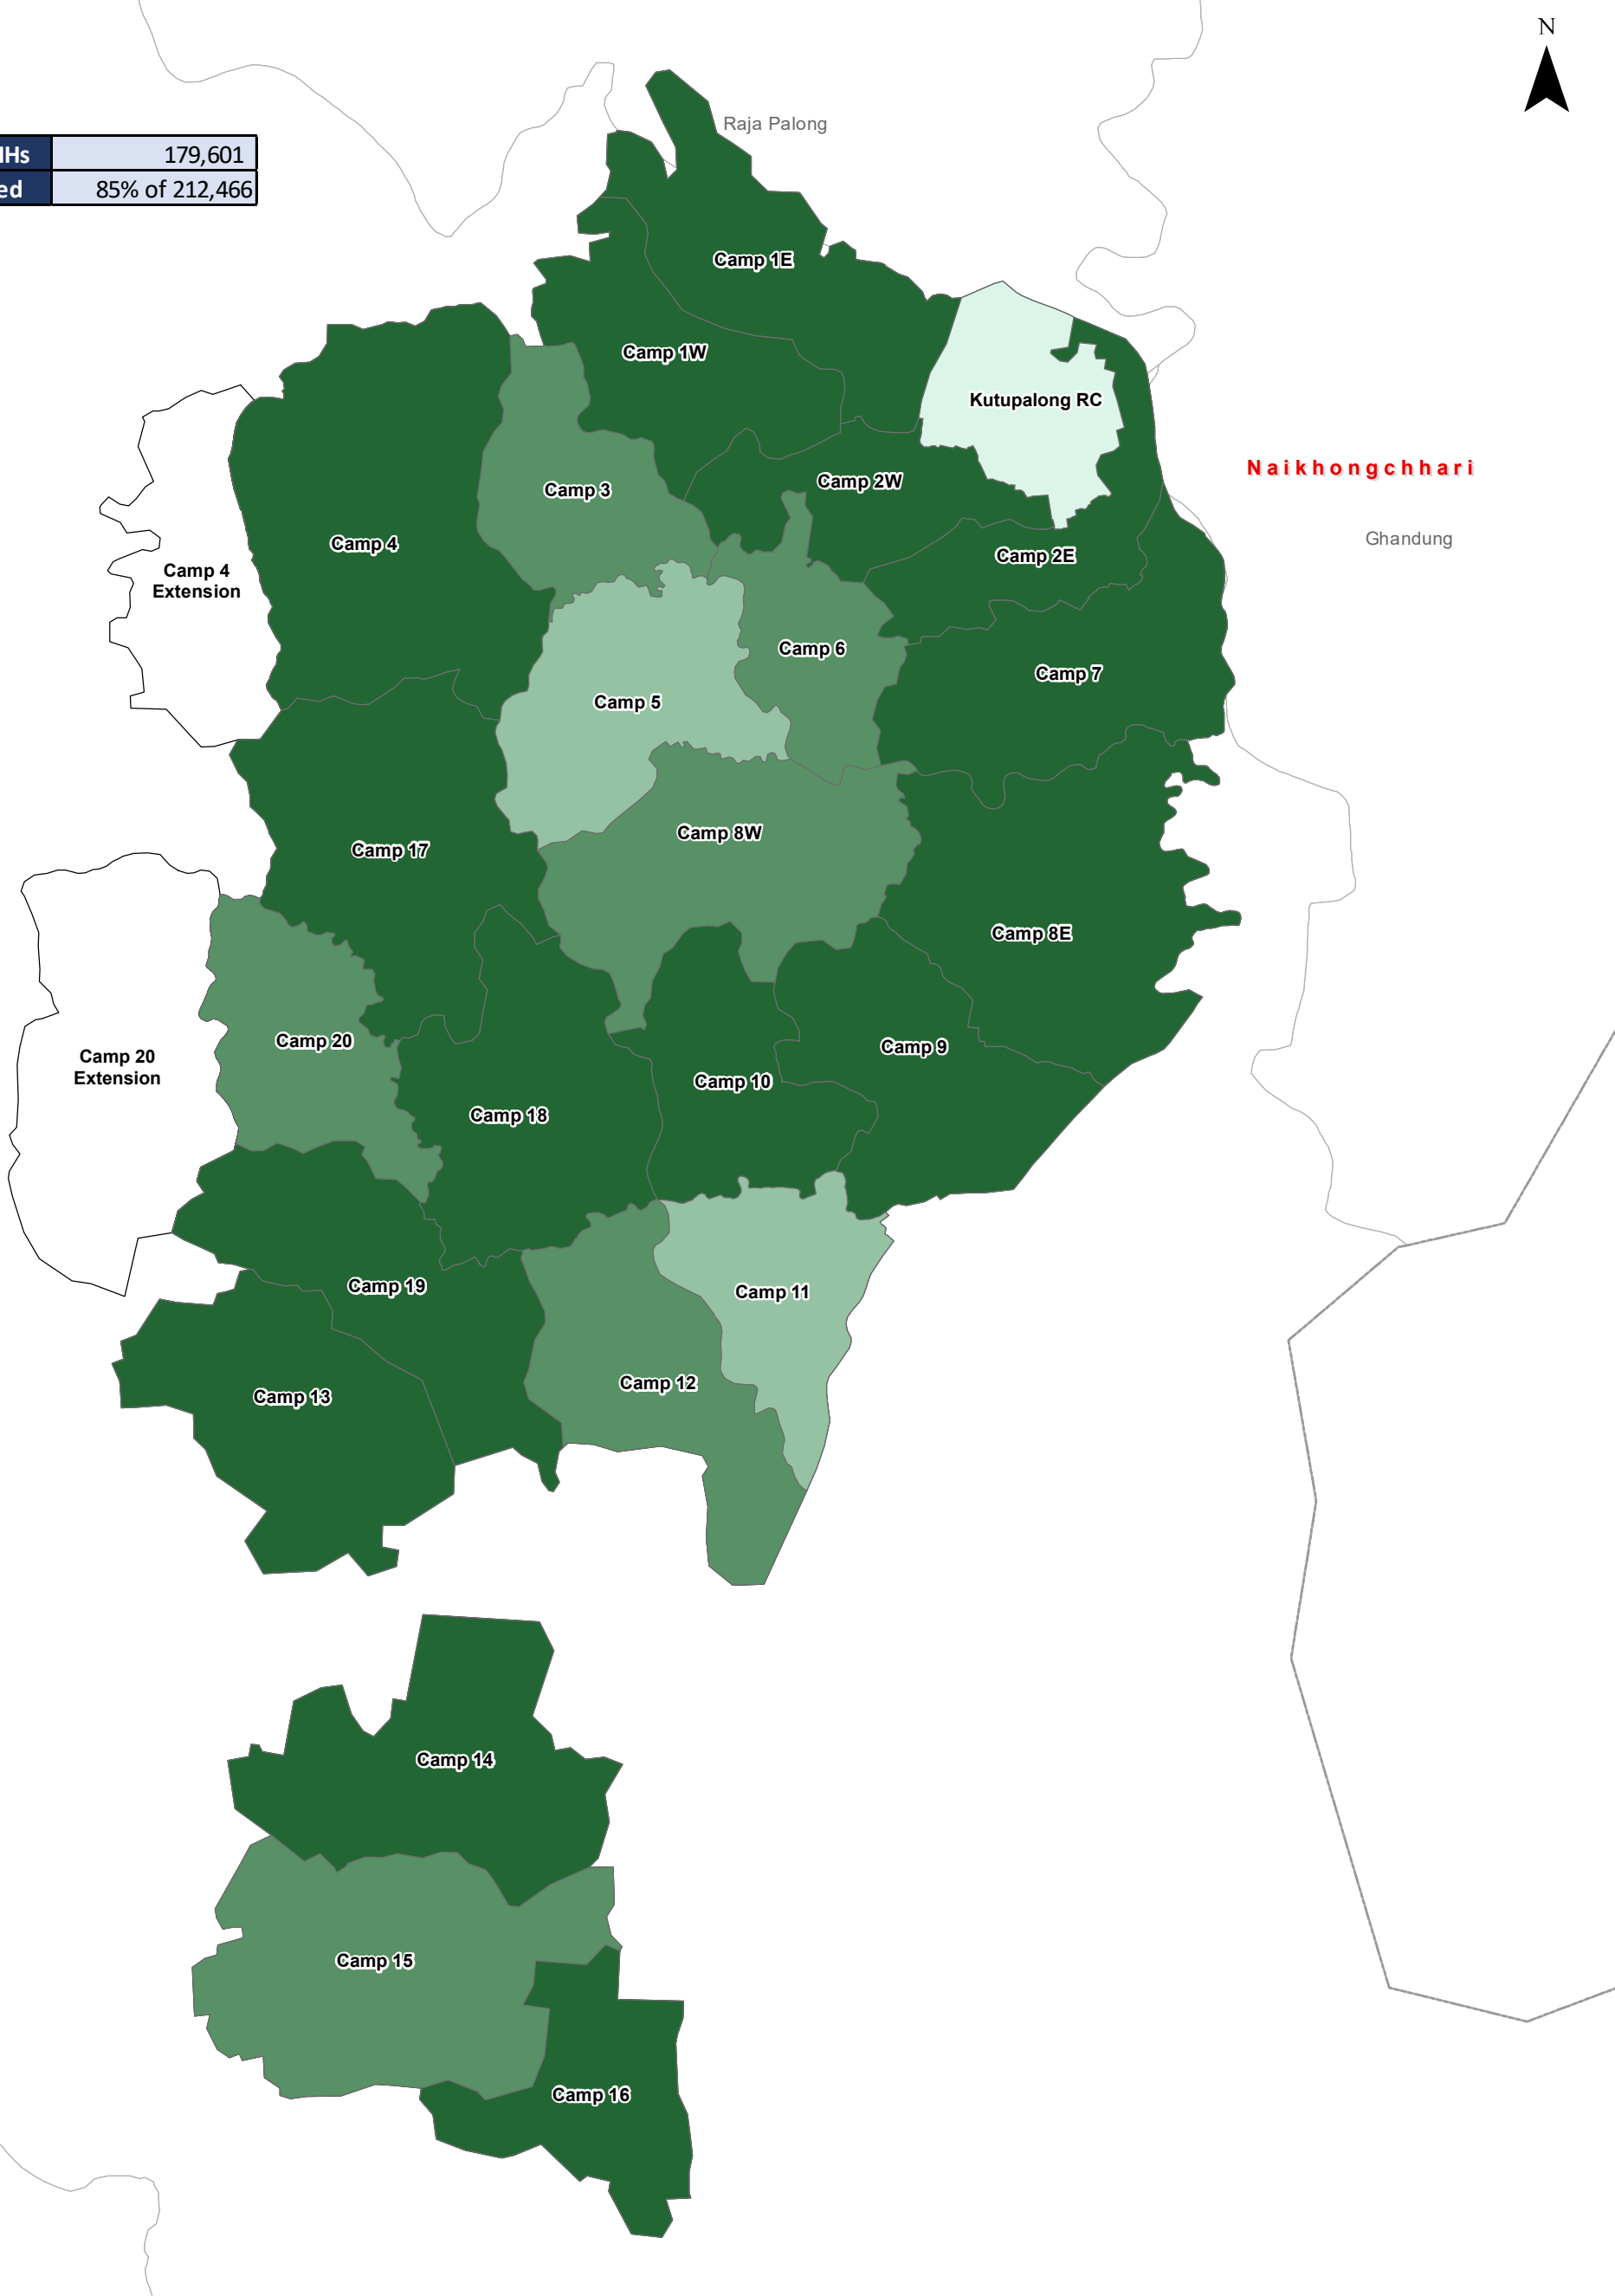 N
Raja Palong
HHs 179,601
ed 85% of 212,466
Camp 1E
Camp 1W
Kutupalong RC
Naikhongchhari
Camp 2W
Camp 3
Ghandung
Camp 4
Camp 2E
Camp 4
Extension
Camp 6
Camp 7
Camp 5
Camp 8W
Camp 17
Camp 8E
Camp 20
Camp 9
Camp 20
Extension
Camp 10
Camp 18
Camp 19
Camp 11
Camp 12
Camp 13
Camp 14
Camp 15
Camp 16